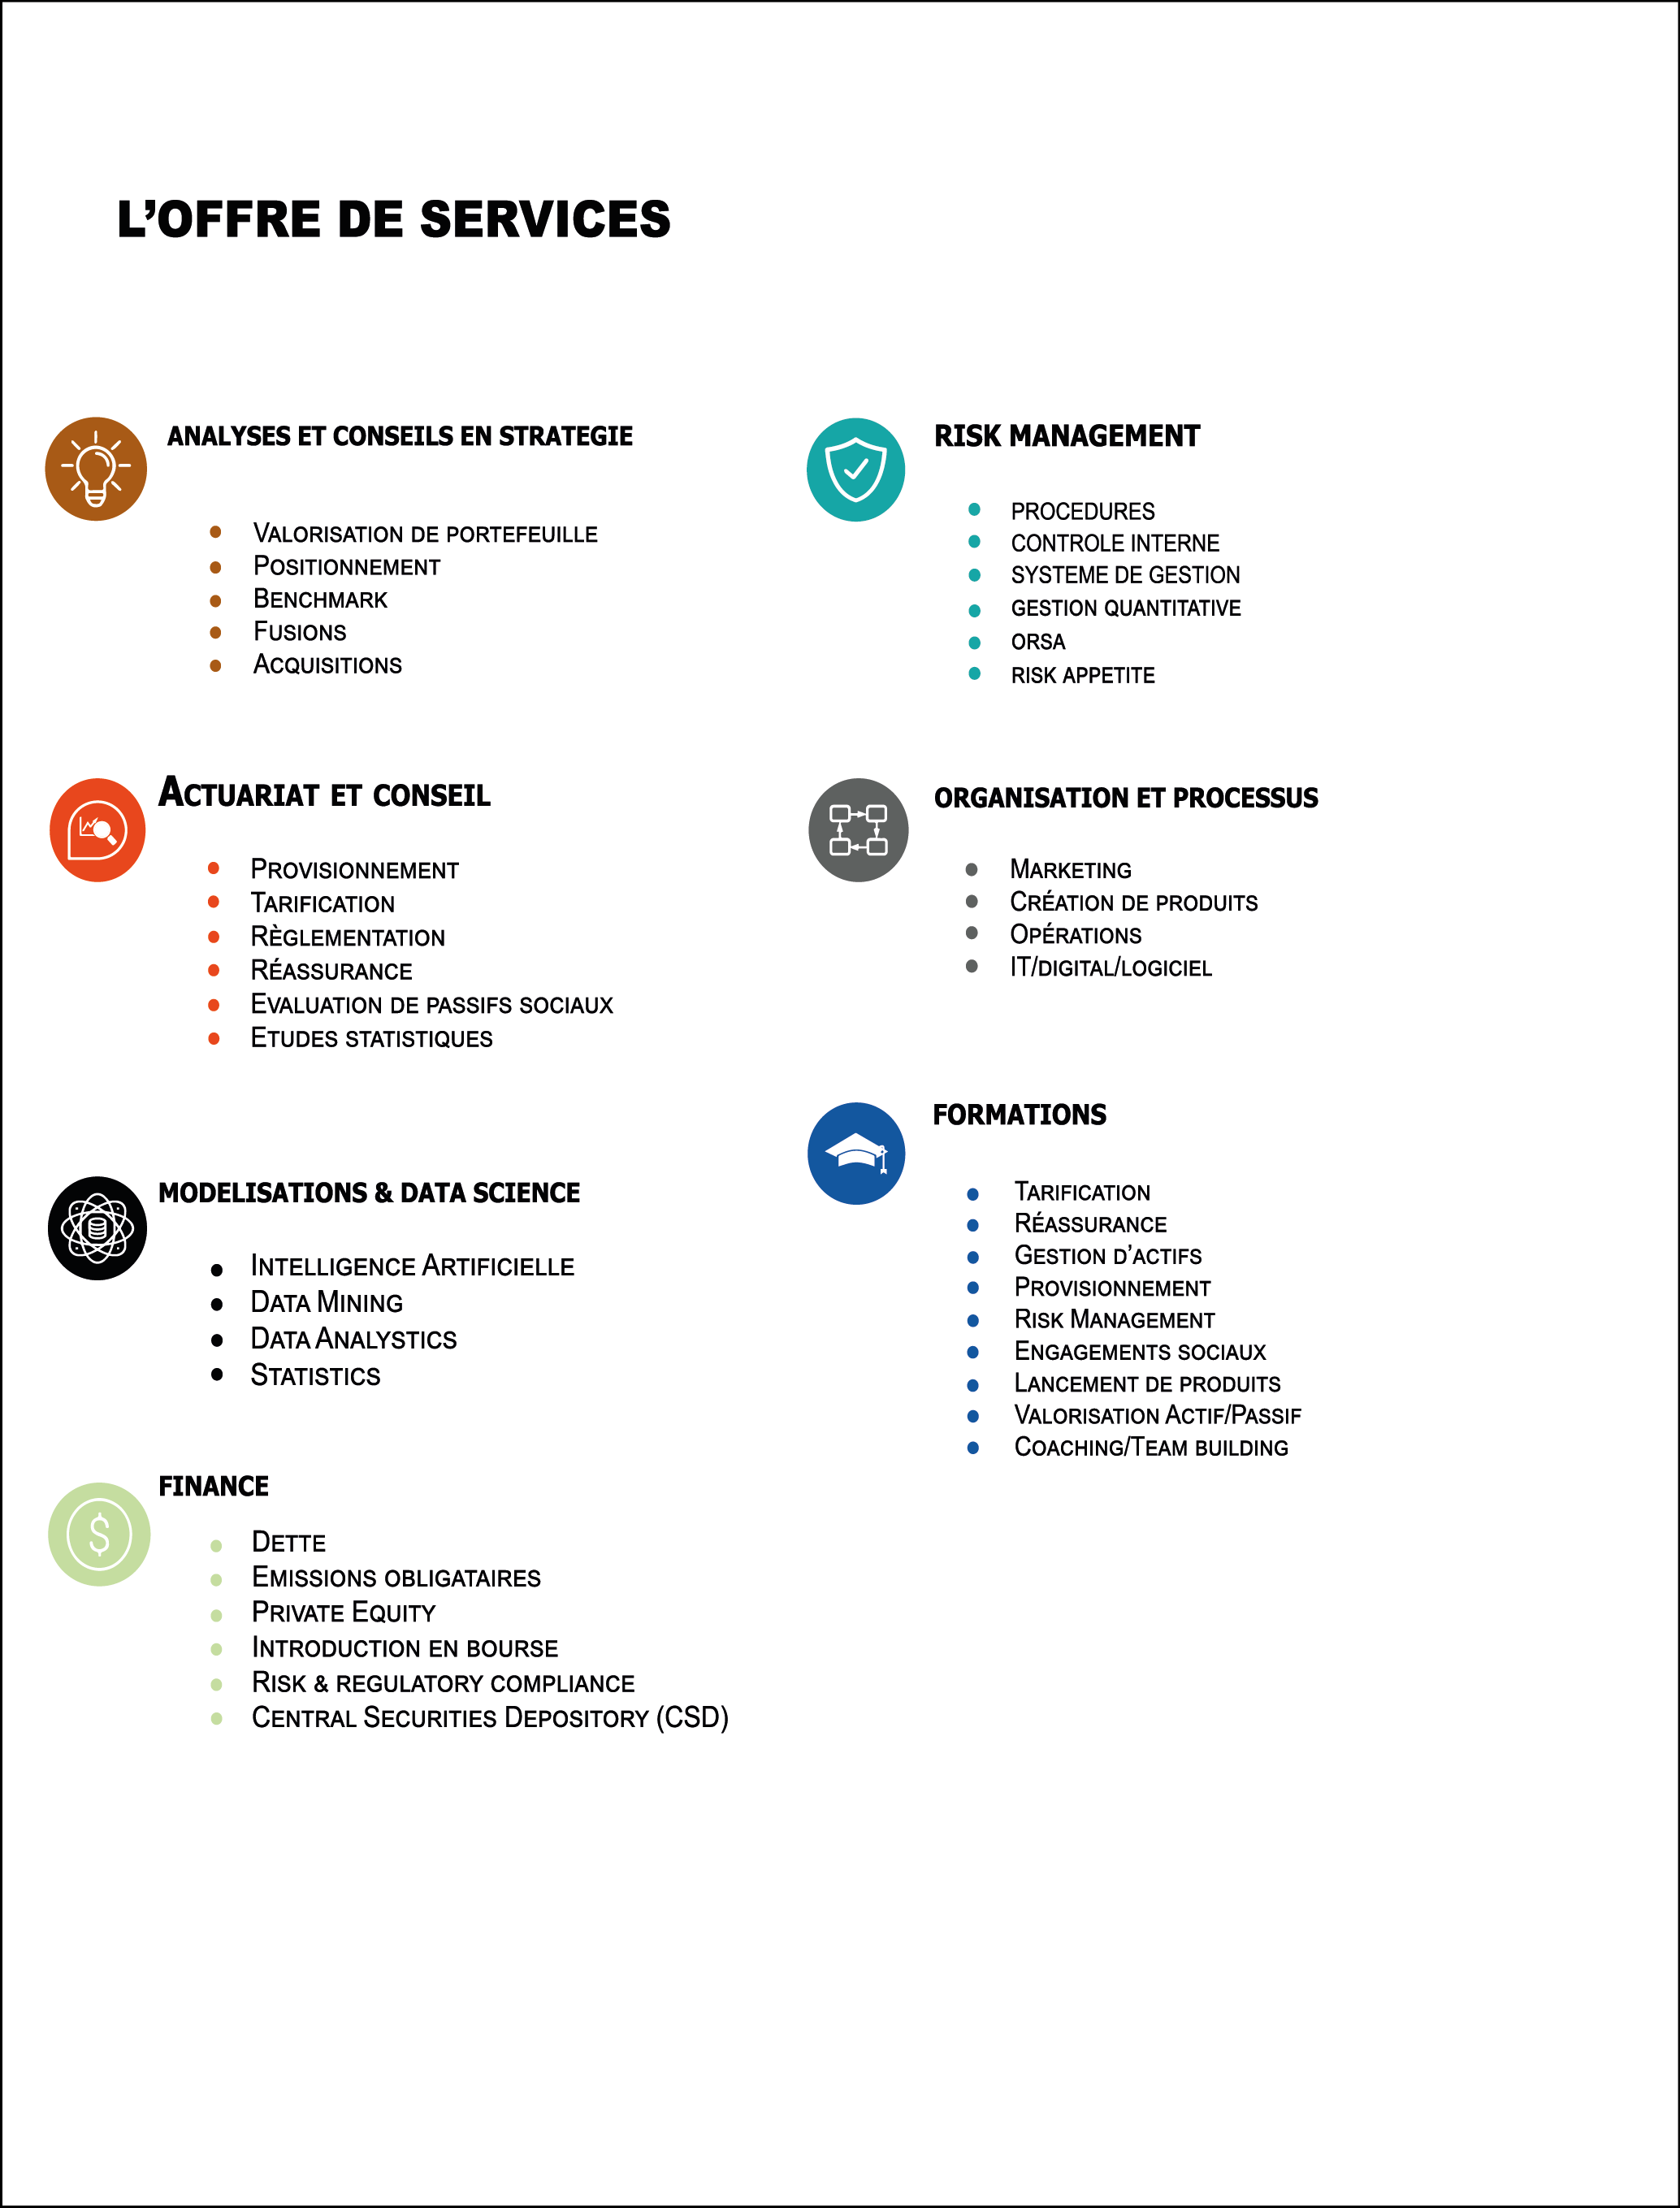 L’OFFRE DE SERVICES
ANALYSES ET CONSEILS EN STRATEGIE
VALORISATION DE PORTEFEUILLE
POSITIONNEMENT
BENCHMARK
FUSIONS
ACQUISITIONS
ACTUARIAT ET CONSEIL
PROVISIONNEMENT
TARIFICATION
RÈGLEMENTATION
RÉASSURANCE
EVALUATION DE PASSIFS SOCIAUX
ETUDES STATISTIQUES
MODELISATIONS & DATA SCIENCE
INTELLIGENCE ARTIFICIELLE
DATA MINING
DATA ANALYSTICS
STATISTICS
FINANCE
DETTE
EMISSIONS OBLIGATAIRES
PRIVATE EQUITY
INTRODUCTION EN BOURSE
RISK & REGULATORY COMPLIANCE
CENTRAL SECURITIES DEPOSITORY (CSD)
RISK MANAGEMENT
PROCEDURES
CONTROLE INTERNE
SYSTEME DE GESTION
GESTION QUANTITATIVE
ORSA
RISK APPETITE
ORGANISATION ET PROCESSUS
MARKETING
CRÉATION DE PRODUITS
OPÉRATIONS
IT/DIGITAL/LOGICIEL
FORMATIONS
TARIFICATION
RÉASSURANCE
GESTION D’ACTIFS
PROVISIONNEMENT
RISK MANAGEMENT
ENGAGEMENTS SOCIAUX
LANCEMENT DE PRODUITS
VALORISATION ACTIF/PASSIF
COACHING/TEAM BUILDING